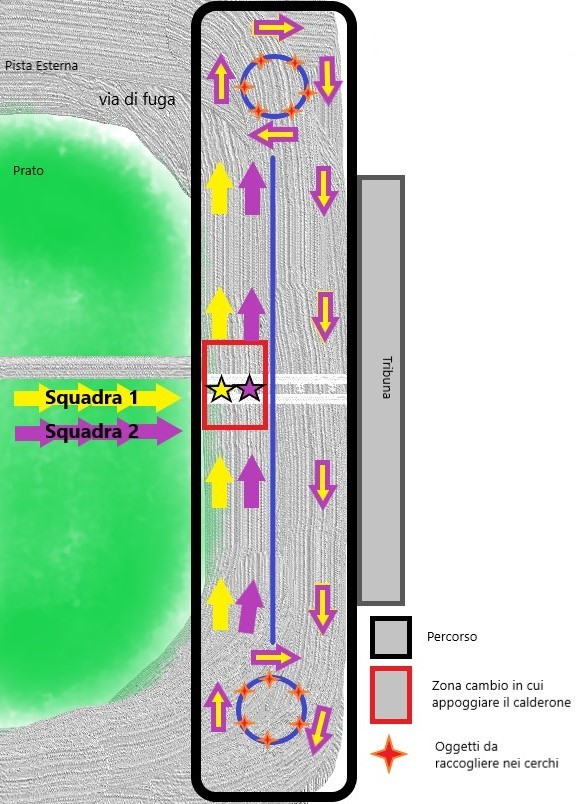 Pista Esterna
via di fuga
Prato
Tribuna
Squadra 1
Squadra 2
Percorso
Zona cambio in cui
appoggiare il calderone
Oggetti da
raccogliere nei cerchi